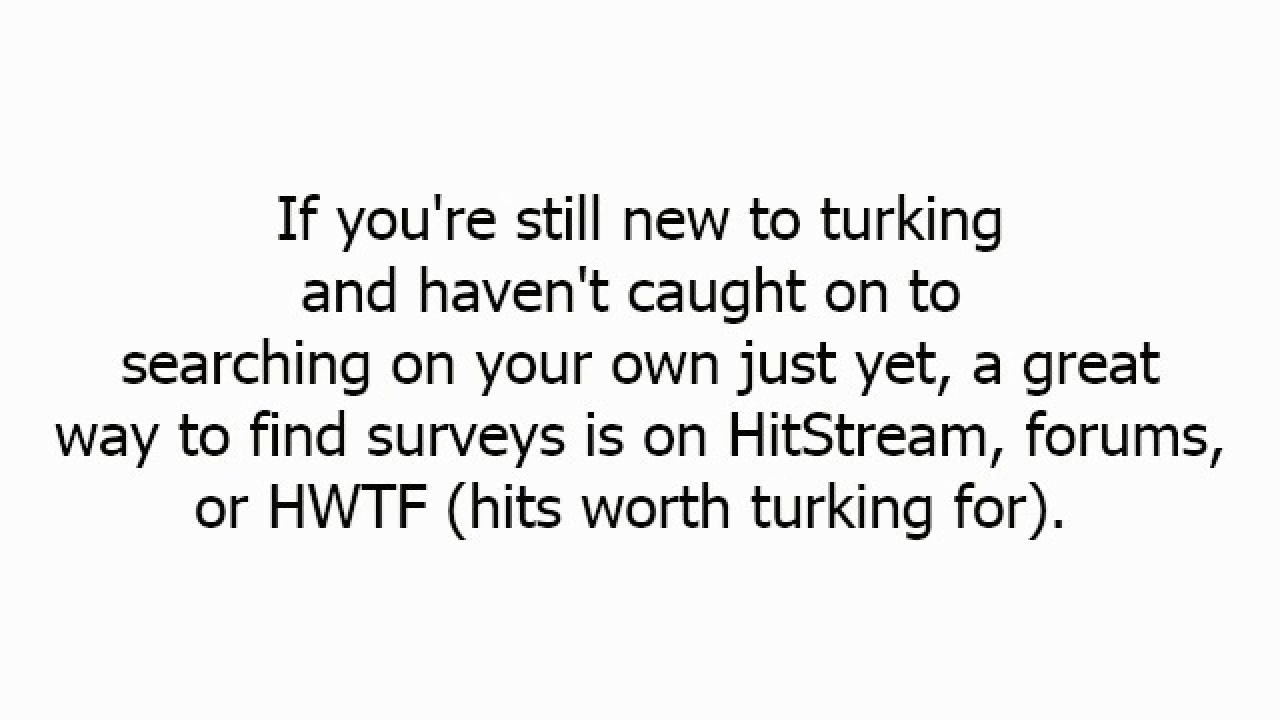 If you're still new to turking
and haven't caught on to
searching on your own just yet, a great
way to find surveys is on HitStream, forums,
or HWTF (hits worth turking for).